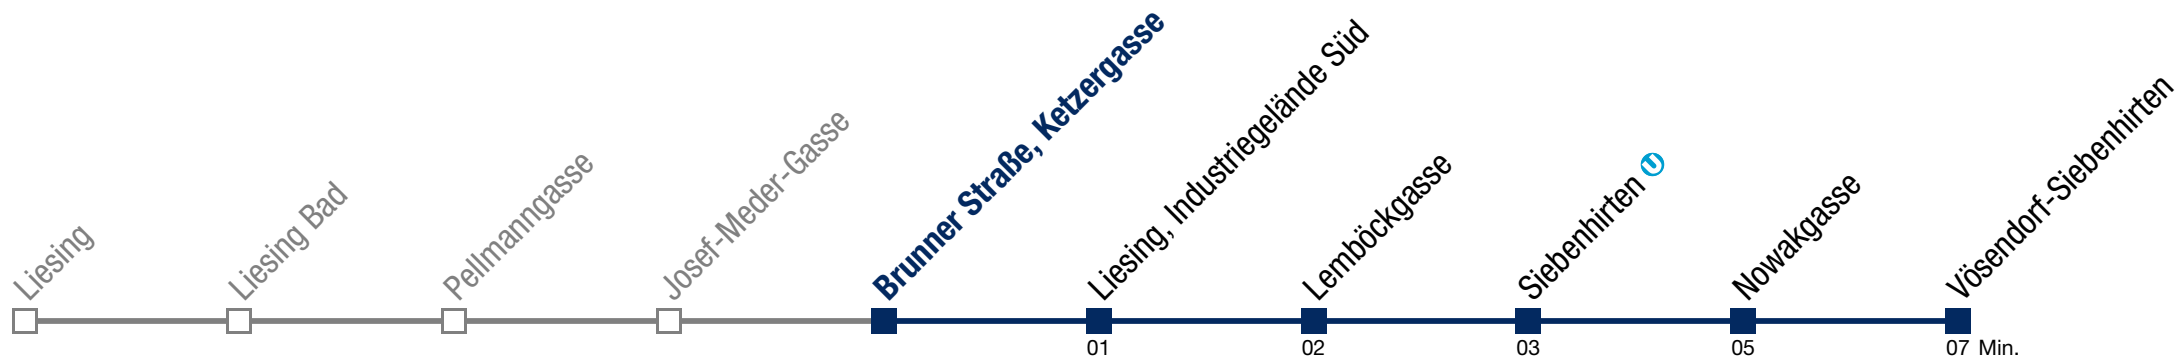 Liesing
Liesing Bad
Pellmanngasse
Josef-Meder-Gasse
Brunner Straße, Ketzergasse
Liesing, Industriegelände Süd
Lemböckgasse
Siebenhirten U
Nowakgasse
Vösendorf-Siebenhirten
01 02 03 05 07 Min.